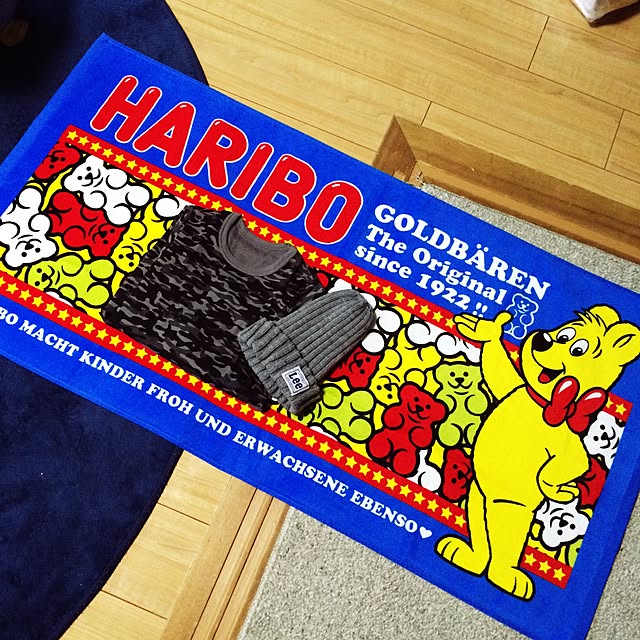 HARIBO
GOLDBÄREN
The Original
since 1922!!
Lee
BO MACHT KINDER FROH UND ERWACHSENE EBENSO♥